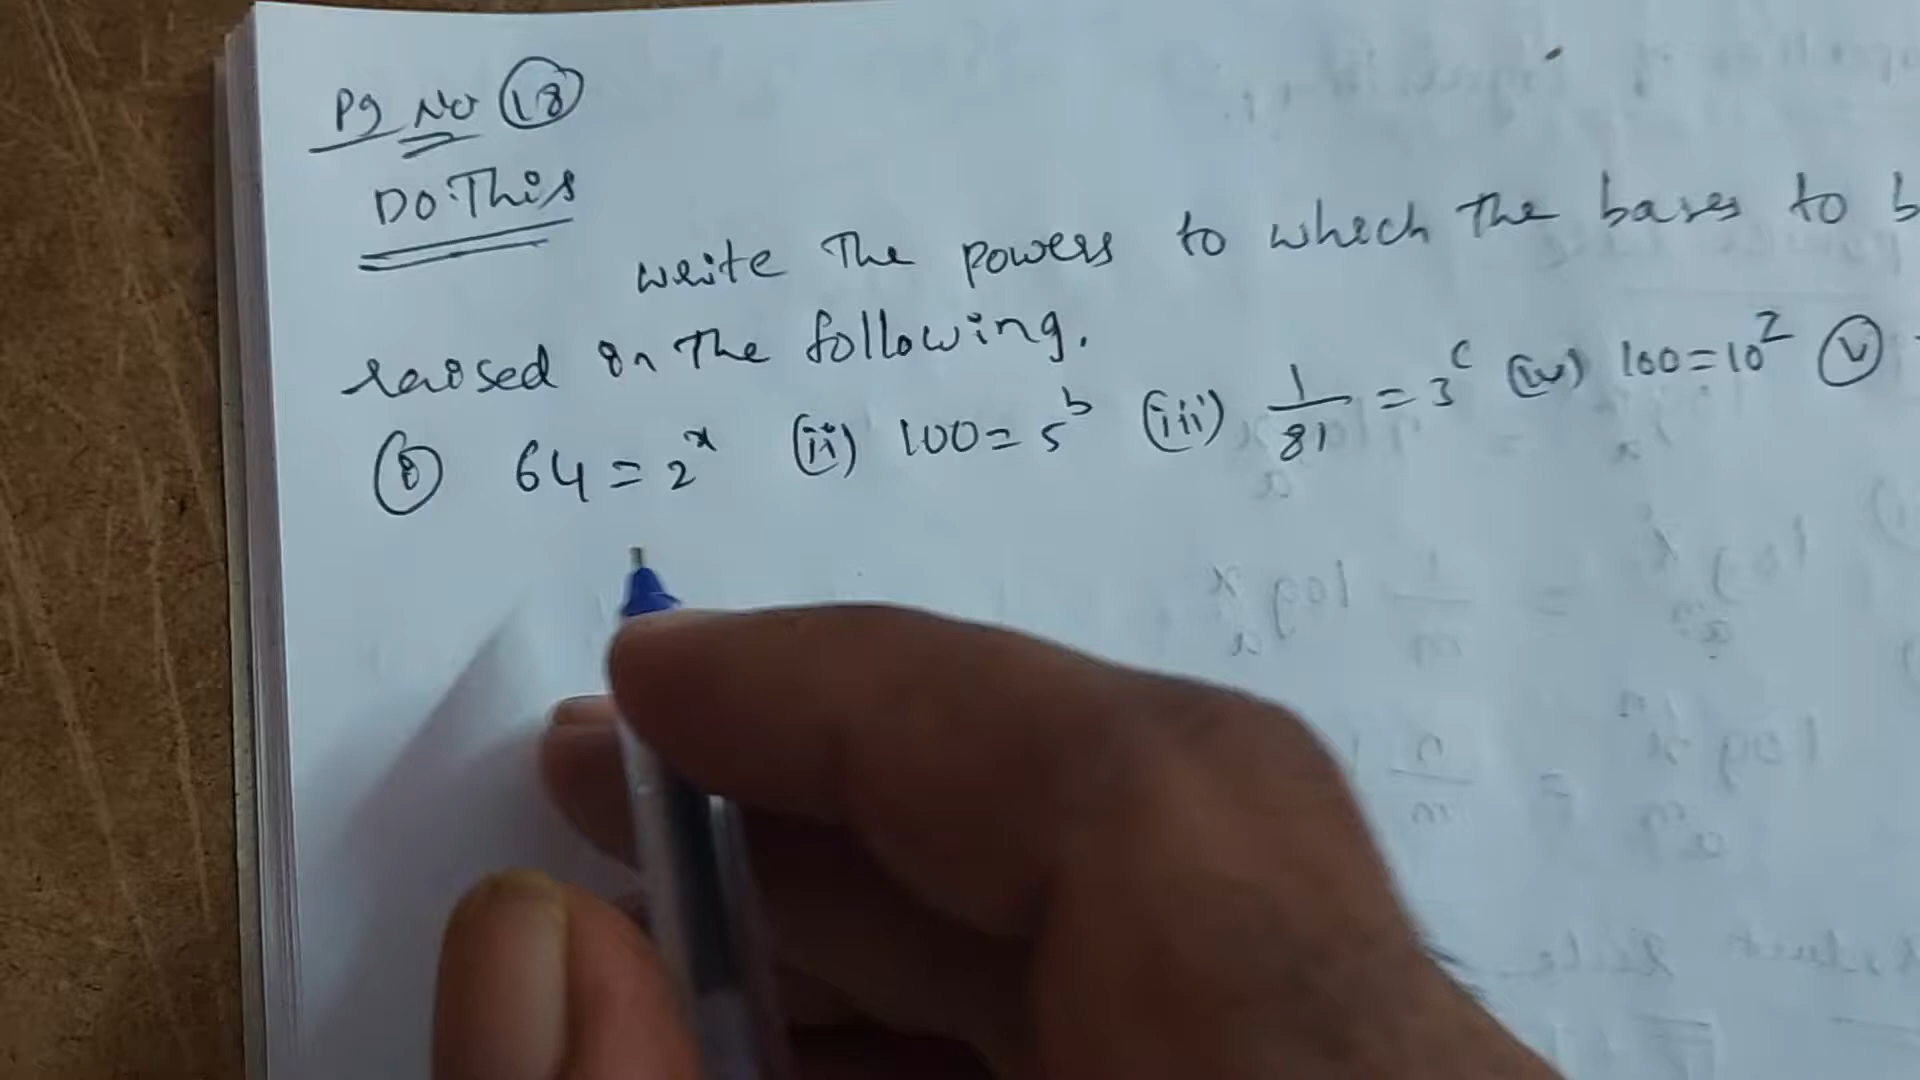 Pg No 18
DO This
write The powers to which the bases to b
raised in The following.
(i) 64 = 2^x (ii) 100 = 5^b (iii) 1/81 = 3^c (iv) 100 = 10^z (v)